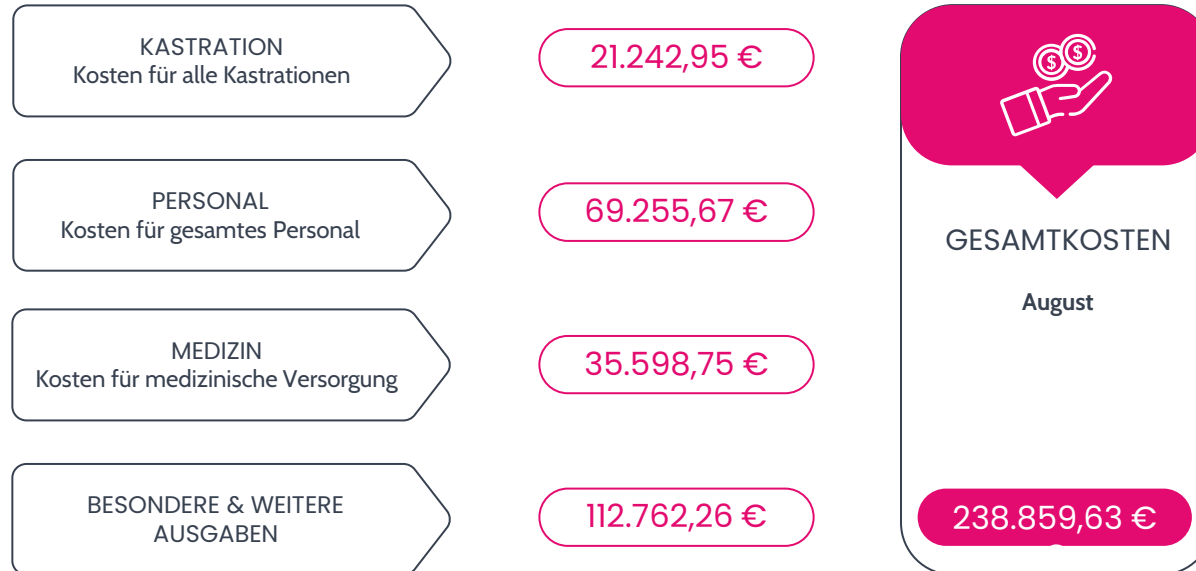 KASTRATION
Kosten für alle Kastrationen
21.242,95 €
PERSONAL
Kosten für gesamtes Personal
69.255,67 €
MEDIZIN
Kosten für medizinische Versorgung
35.598,75 €
BESONDERE & WEITERE
AUSGABEN
112.762,26 €
$ $
GESAMTKOSTEN
August
238.859,63 €